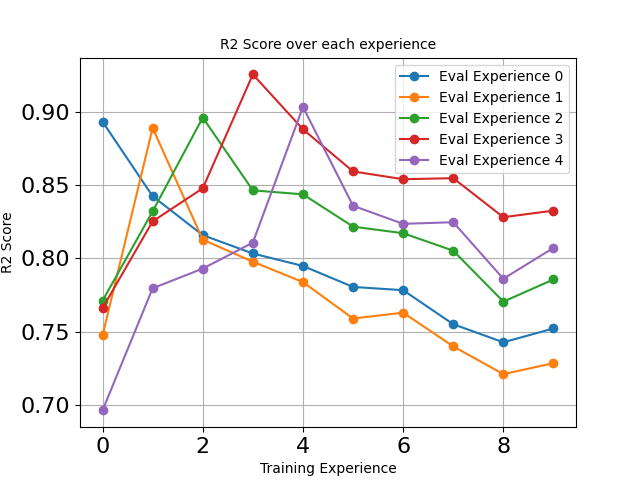 R2 Score over each experience
Eval Experience 0
Eval Experience 1
Eval Experience 2
Eval Experience 3
Eval Experience 4
0.90
0.85
0.80
0.75
0.70
R2 Score
0 2 4 6 8
Training Experience